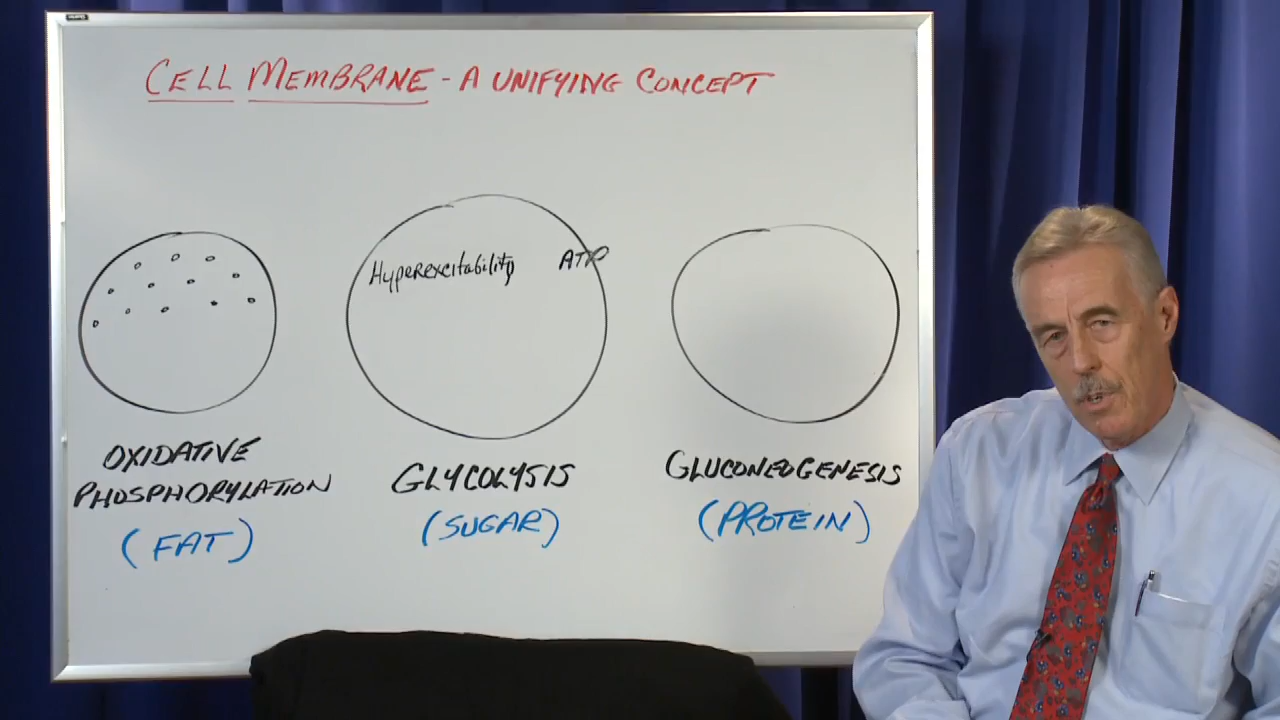 CELL MEMBRANE - A UNIFYING CONCEPT
Hyperexcitability ATP
OXIDATIVE
PHOSPHORYLATION
(FAT)
GLYCOLYSIS
(SUGAR)
GLUCONEOGENESIS
(PROTEIN)